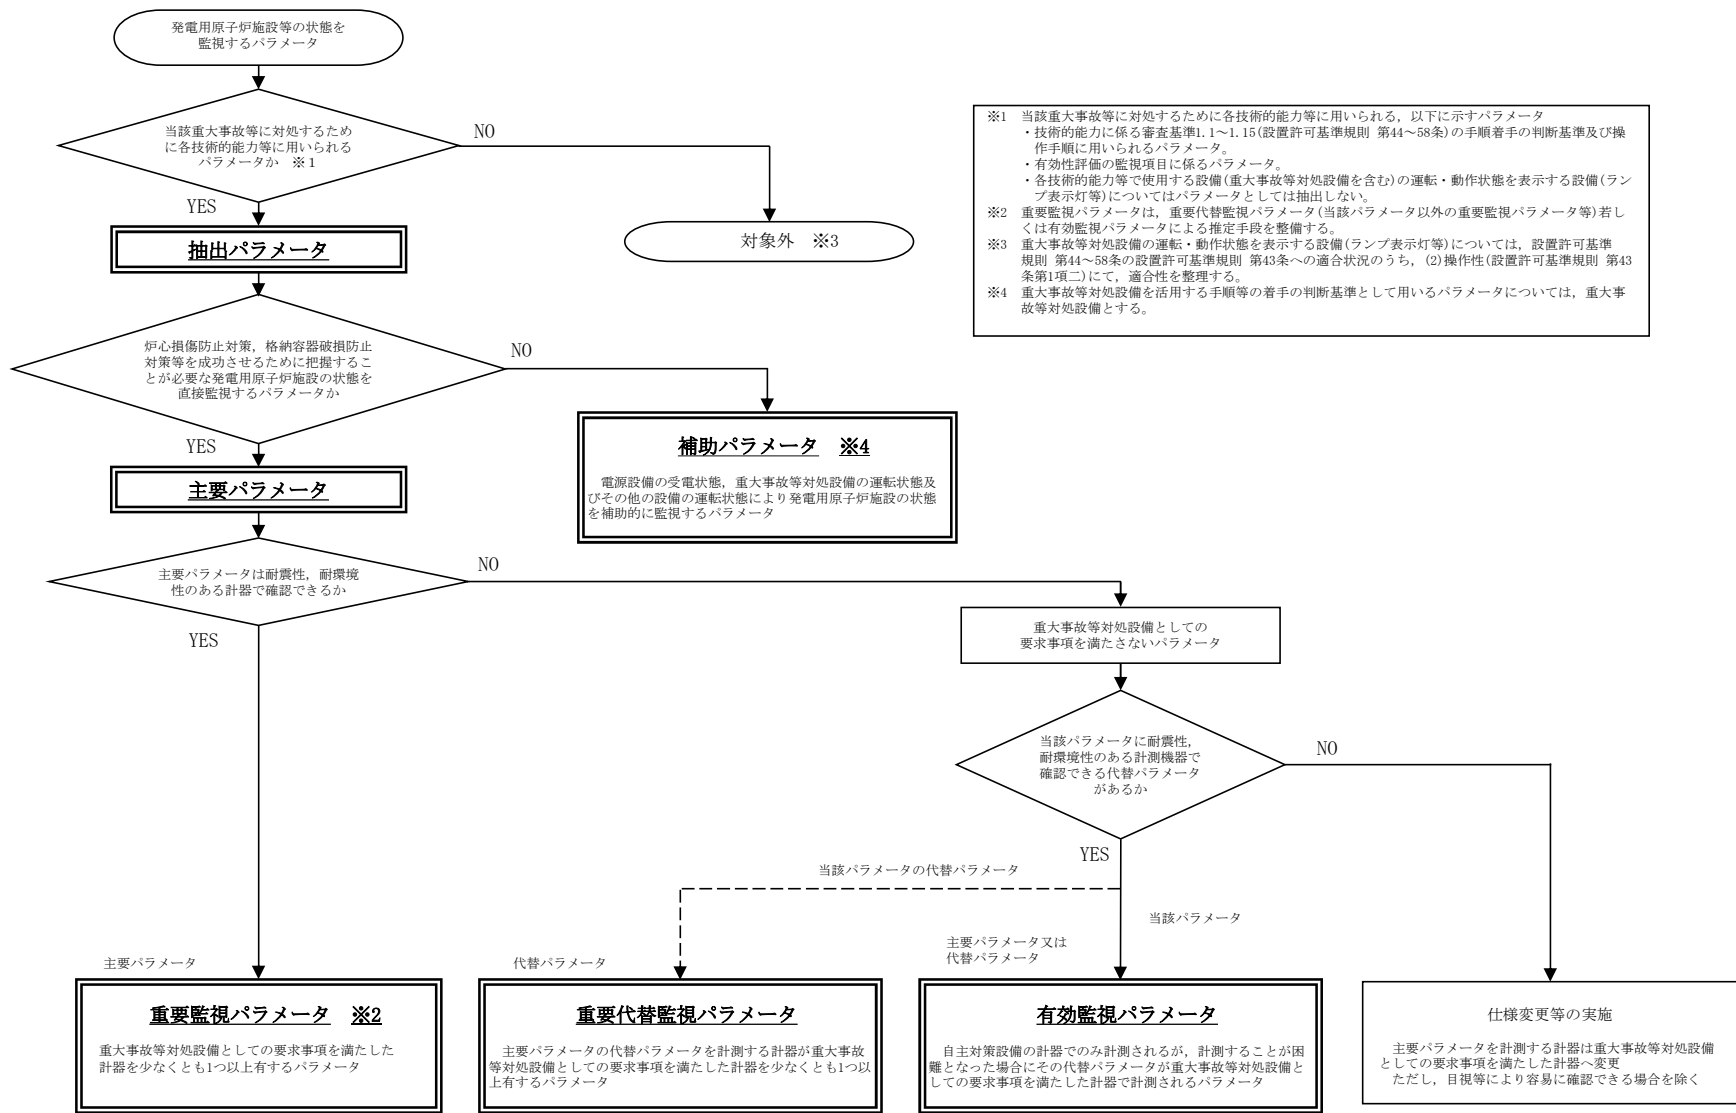 発電用原子炉施設等の状態を
監視するパラメータ
当該重大事故等に対処するため
に各技術的能力等に用いられる
パラメータか ※１
NO
YES
対象外 ※3
抽出パラメータ
※1 当該重大事故等に対処するために各技術的能力等に用いられる，以下に示すパラメータ
・技術的能力に係る審査基準1.1～1.15(設置許可基準規則 第44～58条)の手順着手の判断基準及び操
作手順に用いられるパラメータ。
・有効性評価の監視項目に係るパラメータ。
・各技術的能力等で使用する設備(重大事故等対処設備を含む)の運転・動作状態を表示する設備(ラン
プ表示灯等)についてはパラメータとしては抽出しない。
※2 重要監視パラメータは，重要代替監視パラメータ(当該パラメータ以外の重要監視パラメータ等)若し
くは有効監視パラメータによる推定手段を整備する。
※3 重大事故等対処設備の運転・動作状態を表示する設備(ランプ表示灯等)については，設置許可基準
規則 第44～58条の設置許可基準規則 第43条への適合状況のうち，(2)操作性(設置許可基準規則 第43
条第1項二)にて，適合性を整理する。
※4 重大事故等対処設備を活用する手順等の着手の判断基準として用いるパラメータについては，重大事
故等対処設備とする。
炉心損傷防止対策，格納容器破損防止
対策等を成功させるために把握するこ
とが必要な発電用原子炉施設の状態を
直接監視するパラメータか
NO
YES
補助パラメータ ※4
電源設備の受電状態，重大事故等対処設備の運転状態及
びその他の設備の運転状態により発電用原子炉施設の状態
を補助的に監視するパラメータ
主要パラメータ
主要パラメータは耐震性，耐環境
性のある計器で確認できるか
NO
YES
重大事故等対処設備としての
要求事項を満たさないパラメータ
当該パラメータに耐震性，
耐環境性のある計測機器で
確認できる代替パラメータ
があるか
NO
YES
当該パラメータの代替パラメータ
当該パラメータ
主要パラメータ
代替パラメータ
主要パラメータ又は
代替パラメータ
重要監視パラメータ ※2
重大事故等対処設備としての要求事項を満たした
計器を少なくとも1つ以上有するパラメータ
重要代替監視パラメータ
主要パラメータの代替パラメータを計測する計器が重大事故
等対処設備としての要求事項を満たした計器を少なくとも1つ以
上有するパラメータ
有効監視パラメータ
自主対策設備の計器でのみ計測されるが，計測することが困
難となった場合にその代替パラメータが重大事故等対処設備と
しての要求事項を満たした計器で計測されるパラメータ
仕様変更等の実施
主要パラメータを計測する計器は重大事故等対処設備
としての要求事項を満たした計器へ変更
ただし，目視等により容易に確認できる場合を除く